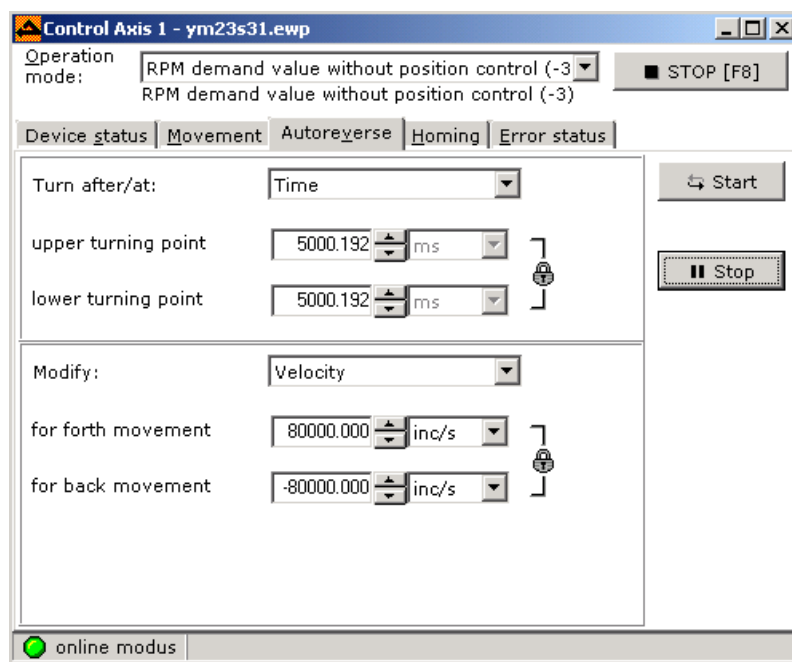 Control Axis 1 - ym23s31.ewp
Operation mode:
RPM demand value without position control (-3
STOP [F8]
RPM demand value without position control (-3)
Device status Movement Autoreverse Homing Error status
Turn after/at: Time
Start
upper turning point 5000.192 ms
Stop
lower turning point 5000.192 ms
Modify: Velocity
for forth movement 80000.000 inc/s
for back movement -80000.000 inc/s
online modus